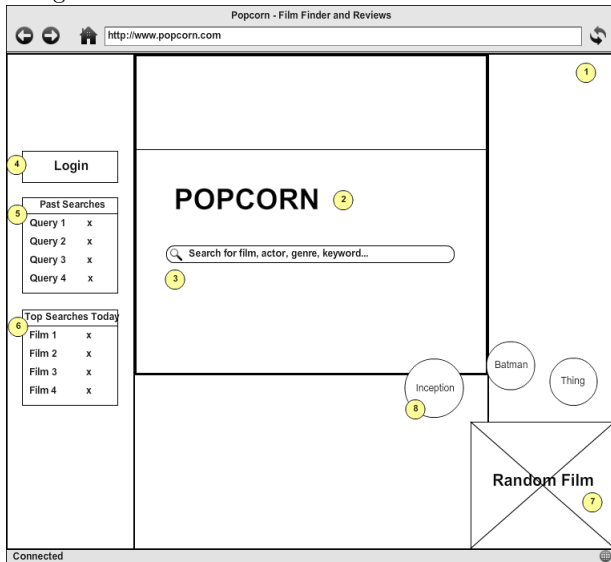 Popcorn - Film Finder and Reviews
http://www.popcorn.com
1
4
Login
POPCORN
2
5
Past Searches
Query 1 x
Query 2 x
Query 3 x
Query 4 x
Search for film, actor, genre, keyword...
3
6
Top Searches Today
Film 1 x
Film 2 x
Film 3 x
Film 4 x
Inception
8
Batman
Thing
Random Film
7
Connected